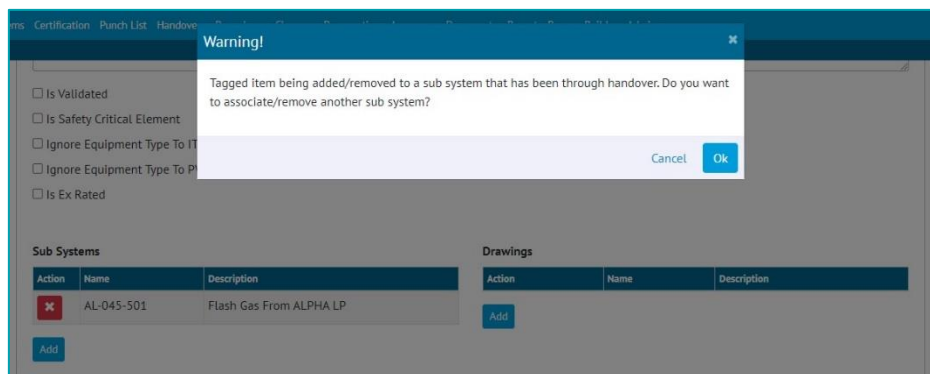 Certification Punch List Handove
Warning!
Tagged item being added/removed to a sub system that has been through handover. Do you want
to associate/remove another sub system?
Cancel Ok
Is Validated
Is Safety Critical Element
Ignore Equipment Type To IT
Ignore Equipment Type To P
Is Ex Rated
Sub Systems Drawings
Action Name Description Action Name Description
AL-045-501 Flash Gas From ALPHA LP
Add
Add